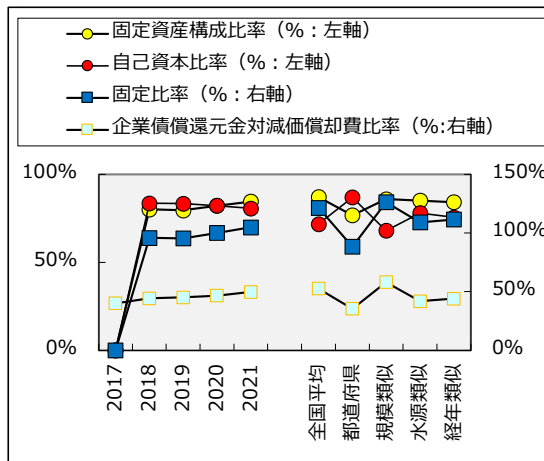 固定資産構成比率（%：左軸）
自己資本比率（%：左軸）
固定比率（%：右軸）
企業債償還元金対減価償却費比率（%:右軸）
100%
50%
0%
150%
100%
50%
0%
2017
2018
2019
2020
2021
全国平均
都道府県
規模類似
水源類似
経年類似